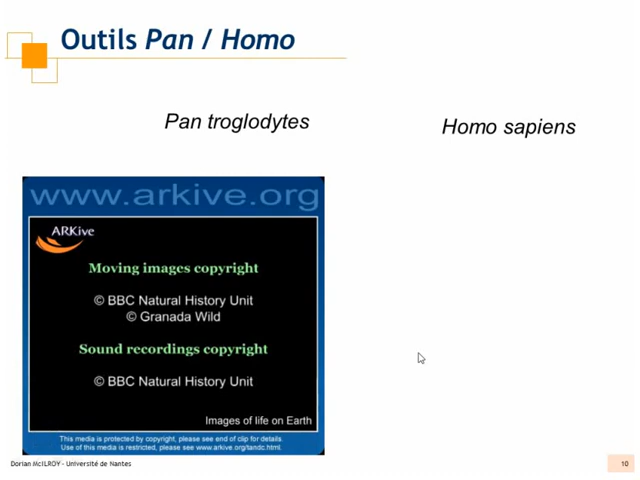 Outils Pan / Homo
Pan troglodytes
Homo sapiens
www.arkive.org
ARKive
Moving images copyright
© BBC Natural History Unit
© Granada Wild
Sound recordings copyright
© BBC Natural History Unit
Images of life on Earth
This media is protected by copyright, please see end of clip for details.
Use of this media is restricted, please see www.arkive.org/tandc.html.
Dorian McILROY - Université de Nantes
10